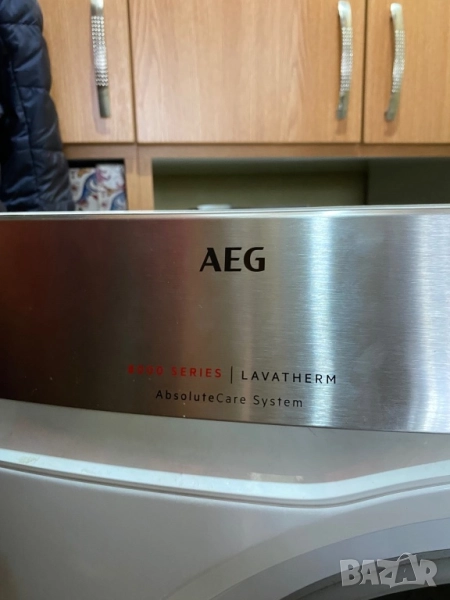 AEG
SERIES | LAVATHERM
AbsoluteCare System
BAZAR